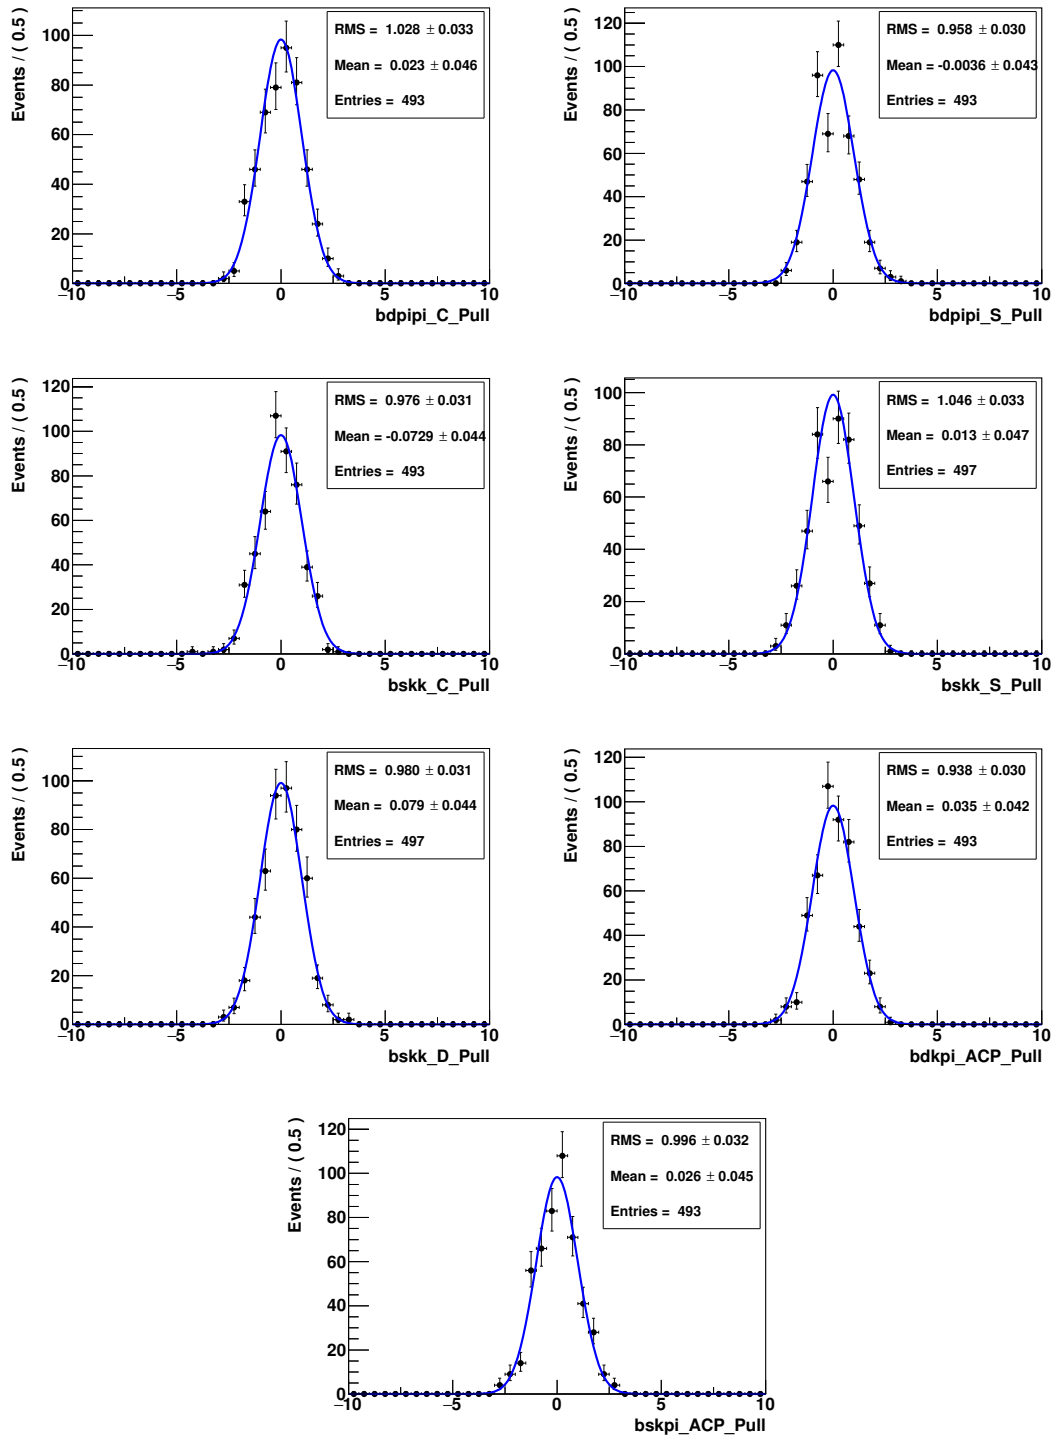 Events / ( 0.5 )
RMS = 1.028 ± 0.033
Mean = 0.023 ± 0.046
Entries = 493
100
80
60
40
20
0
−10 −5 0 5 10
bdpipi_C_Pull
Events / ( 0.5 )
RMS = 0.958 ± 0.030
Mean = -0.0036 ± 0.043
Entries = 493
120
100
80
60
40
20
0
−10 −5 0 5 10
bdpipi_S_Pull
Events / ( 0.5 )
RMS = 0.976 ± 0.031
Mean = -0.0729 ± 0.044
Entries = 493
120
100
80
60
40
20
0
−10 −5 0 5 10
bskk_C_Pull
Events / ( 0.5 )
RMS = 1.046 ± 0.033
Mean = 0.013 ± 0.047
Entries = 497
100
80
60
40
20
0
−10 −5 0 5 10
bskk_S_Pull
Events / ( 0.5 )
RMS = 0.980 ± 0.031
Mean = 0.079 ± 0.044
Entries = 497
100
80
60
40
20
0
−10 −5 0 5 10
bskk_D_Pull
Events / ( 0.5 )
RMS = 0.938 ± 0.030
Mean = 0.035 ± 0.042
Entries = 493
120
100
80
60
40
20
0
−10 −5 0 5 10
bdkpi_ACP_Pull
Events / ( 0.5 )
RMS = 0.996 ± 0.032
Mean = 0.026 ± 0.045
Entries = 493
120
100
80
60
40
20
0
−10 −5 0 5 10
bskpi_ACP_Pull